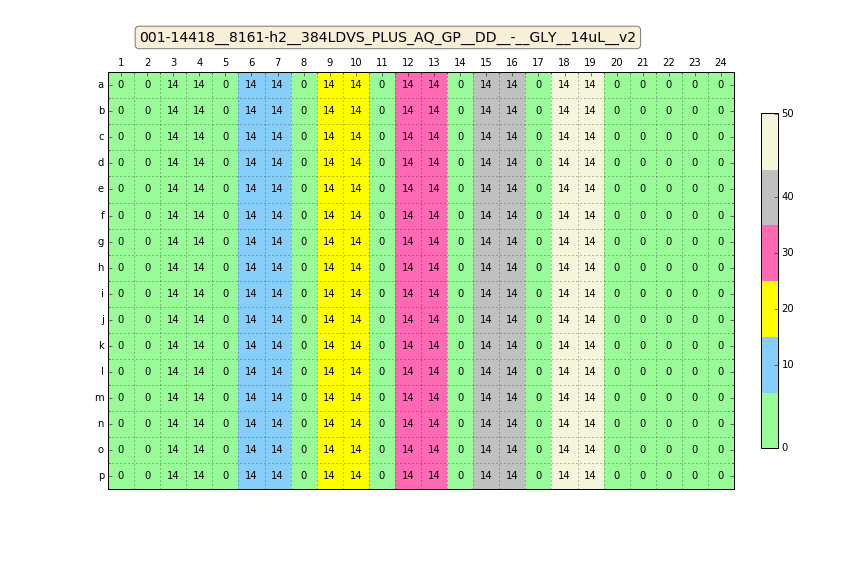 001-14418__8161-h2__384LDVS_PLUS_AQ_GP__DD__-__GLY__14uL__v2
1 2 3 4 5 6 7 8 9 10 11 12 13 14 15 16 17 18 19 20 21 22 23 24
a 0 0 14 14 0 14 14 0 14 14 0 14 14 0 14 14 0 14 14 0 0 0 0 0
b 0 0 14 14 0 14 14 0 14 14 0 14 14 0 14 14 0 14 14 0 0 0 0 0
c 0 0 14 14 0 14 14 0 14 14 0 14 14 0 14 14 0 14 14 0 0 0 0 0
d 0 0 14 14 0 14 14 0 14 14 0 14 14 0 14 14 0 14 14 0 0 0 0 0
e 0 0 14 14 0 14 14 0 14 14 0 14 14 0 14 14 0 14 14 0 0 0 0 0
f 0 0 14 14 0 14 14 0 14 14 0 14 14 0 14 14 0 14 14 0 0 0 0 0
g 0 0 14 14 0 14 14 0 14 14 0 14 14 0 14 14 0 14 14 0 0 0 0 0
h 0 0 14 14 0 14 14 0 14 14 0 14 14 0 14 14 0 14 14 0 0 0 0 0
i 0 0 14 14 0 14 14 0 14 14 0 14 14 0 14 14 0 14 14 0 0 0 0 0
j 0 0 14 14 0 14 14 0 14 14 0 14 14 0 14 14 0 14 14 0 0 0 0 0
k 0 0 14 14 0 14 14 0 14 14 0 14 14 0 14 14 0 14 14 0 0 0 0 0
l 0 0 14 14 0 14 14 0 14 14 0 14 14 0 14 14 0 14 14 0 0 0 0 0
m 0 0 14 14 0 14 14 0 14 14 0 14 14 0 14 14 0 14 14 0 0 0 0 0
n 0 0 14 14 0 14 14 0 14 14 0 14 14 0 14 14 0 14 14 0 0 0 0 0
o 0 0 14 14 0 14 14 0 14 14 0 14 14 0 14 14 0 14 14 0 0 0 0 0
p 0 0 14 14 0 14 14 0 14 14 0 14 14 0 14 14 0 14 14 0 0 0 0 0
50
40
30
20
10
0